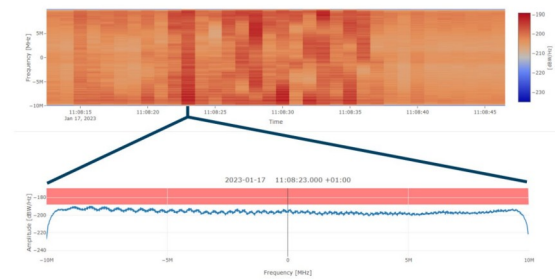 Frequency [MHz]
5M
0
−5M
−10M
11:08:15
Jan 17, 2023
11:08:20
11:08:25
11:08:30
11:08:35
11:08:40
11:08:45
Time
−190
−200
−210
−220
−230
[dBW/Hz]
2023-01-17 11:08:23.000 +01:00
Amplitude [dBW/Hz]
−180
−200
−220
−240
−10M
−5M
0
5M
10M
Frequency [MHz]